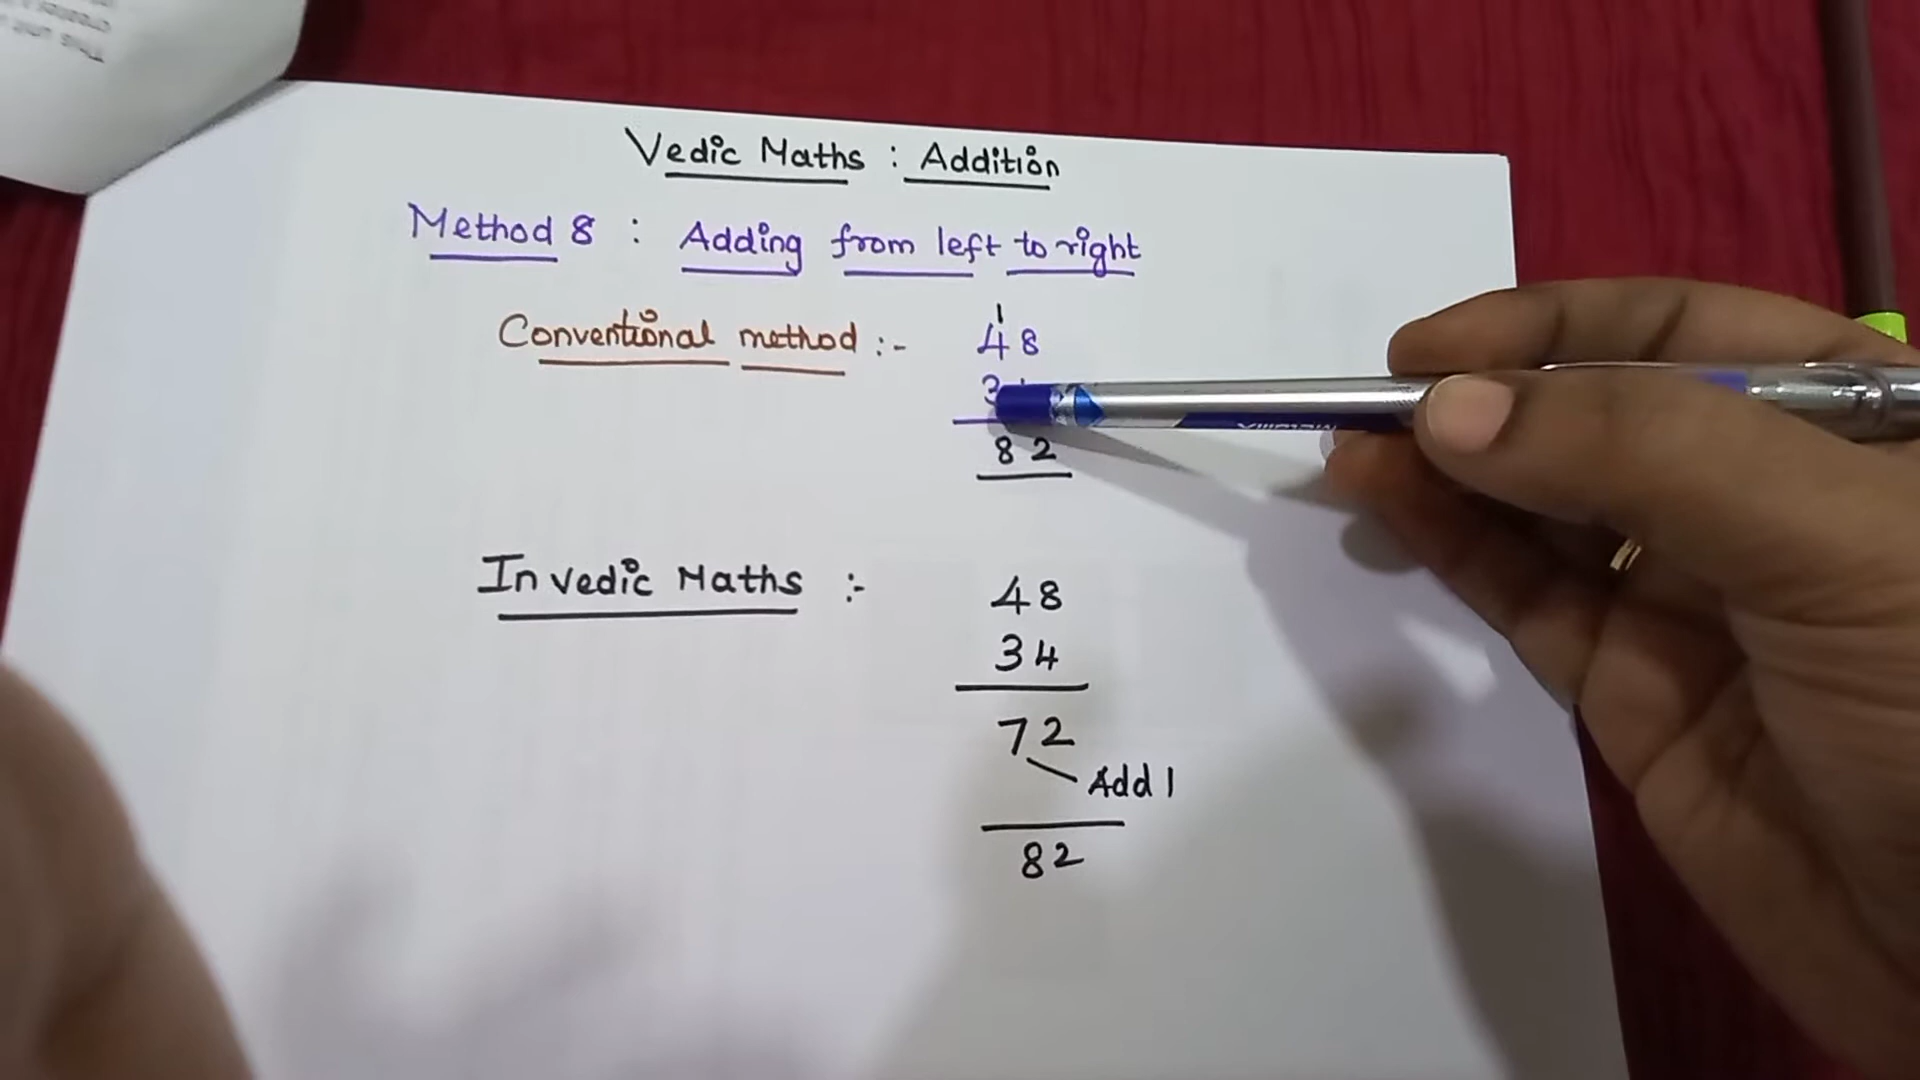 Vedic Maths : Addition
Method 8 : Adding from left to right
1
Conventional method :- 48
3
82
In vedic Maths :- 48
34
72
Add 1
82